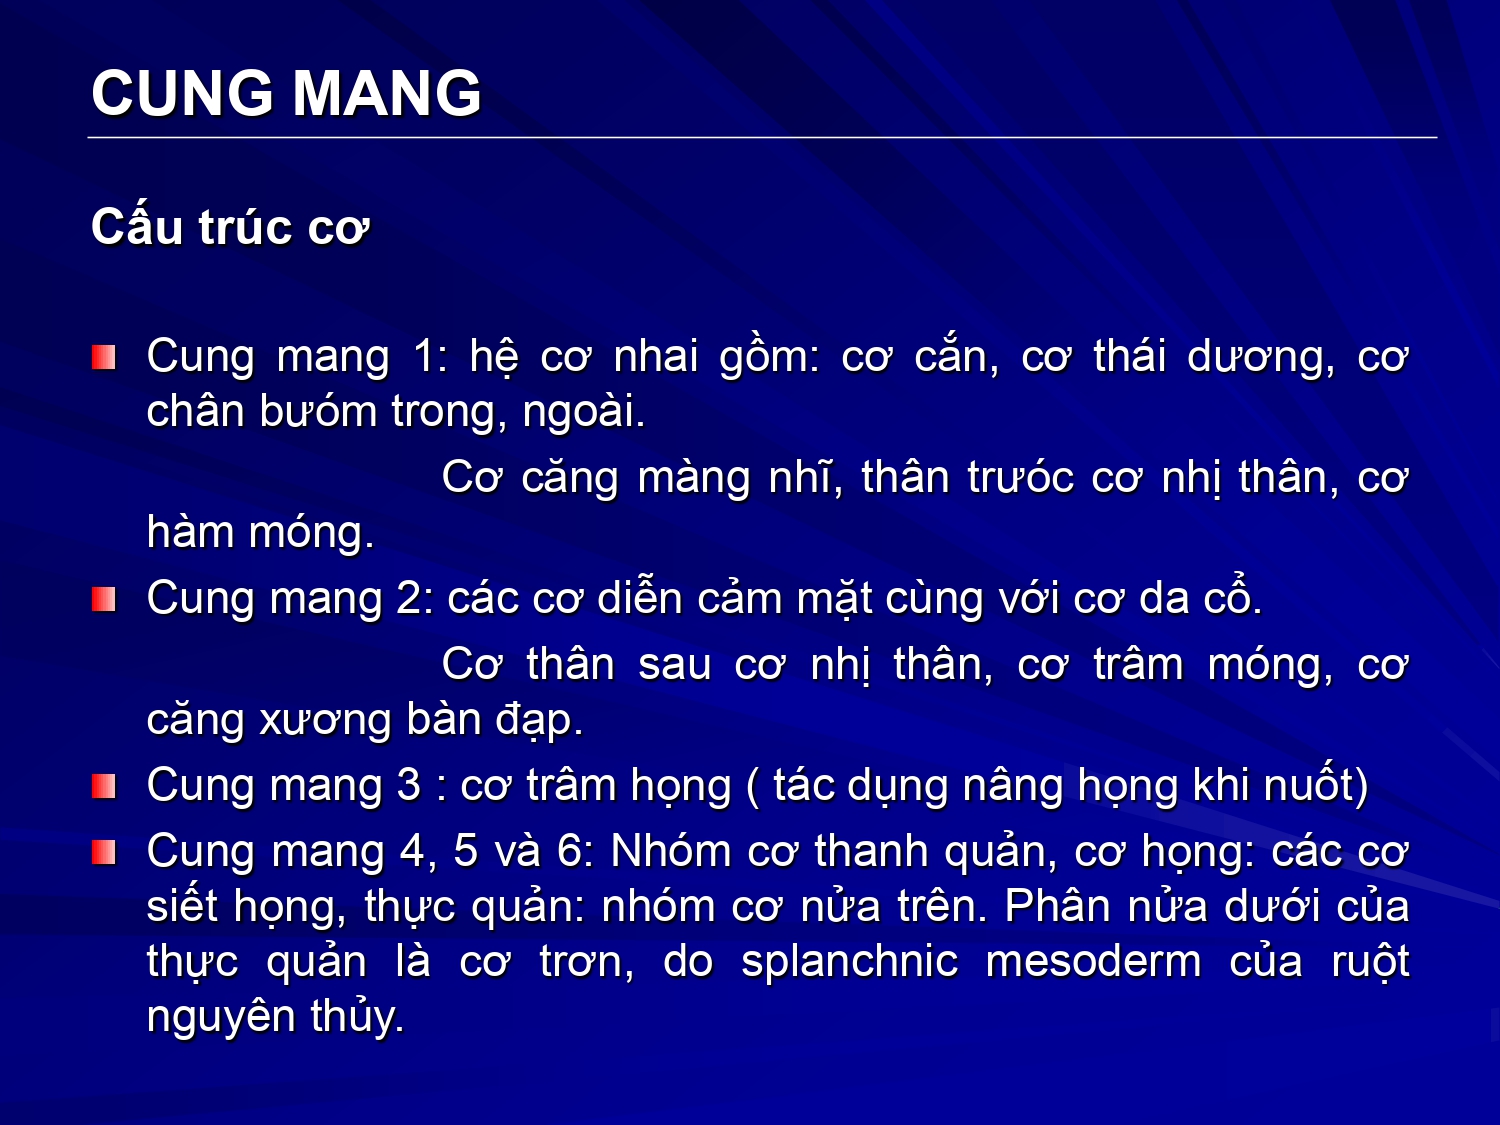 CUNG MANG
Cấu trúc cơ
Cung mang 1: hệ cơ nhai gồm: cơ cắn, cơ thái dương, cơ
chân bưóm trong, ngoài.
Cơ căng màng nhĩ, thân trưóc cơ nhị thân, cơ
hàm móng.
Cung mang 2: các cơ diễn cảm mặt cùng với cơ da cổ.
Cơ thân sau cơ nhị thân, cơ trâm móng, cơ
căng xương bàn đạp.
Cung mang 3 : cơ trâm họng ( tác dụng nâng họng khi nuốt)
Cung mang 4, 5 và 6: Nhóm cơ thanh quản, cơ họng: các cơ
siết họng, thực quản: nhóm cơ nửa trên. Phân nửa dưới của
thực quản là cơ trơn, do splanchnic mesoderm của ruột
nguyên thủy.